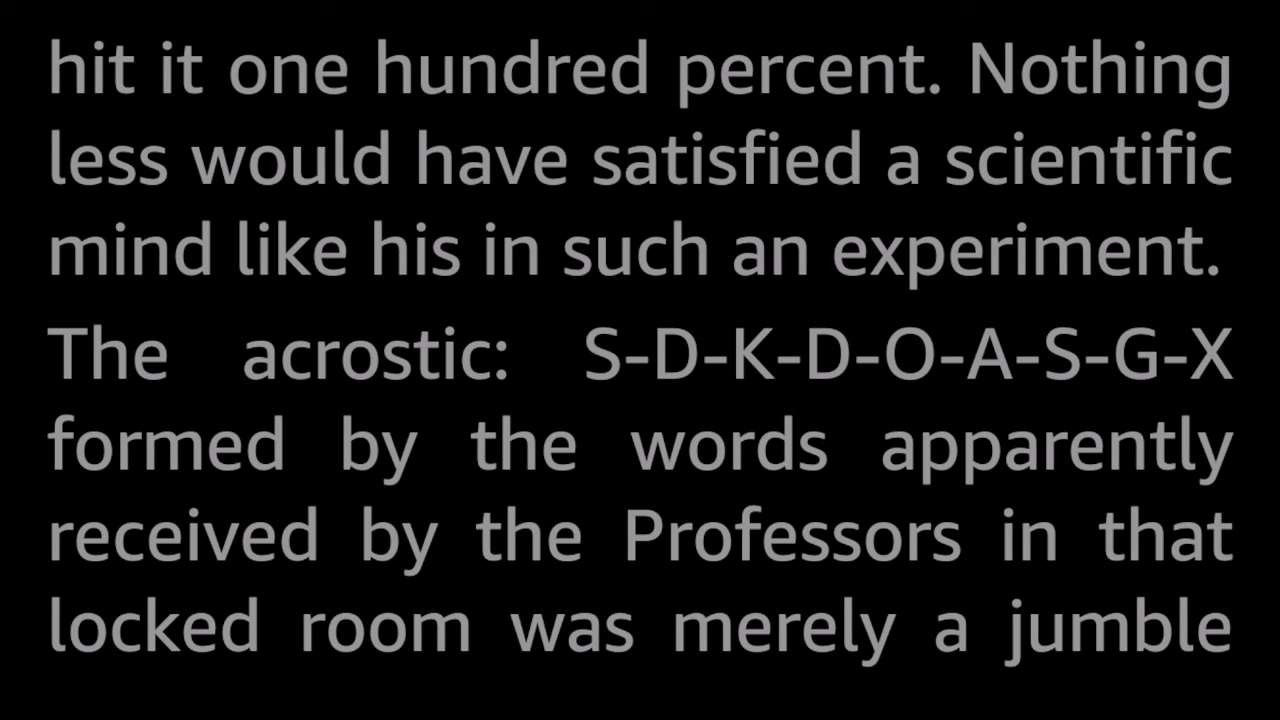 hit it one hundred percent. Nothing
less would have satisfied a scientific
mind like his in such an experiment.
The acrostic: S-D-K-D-O-A-S-G-X
formed by the words apparently
received by the Professors in that
locked room was merely a jumble